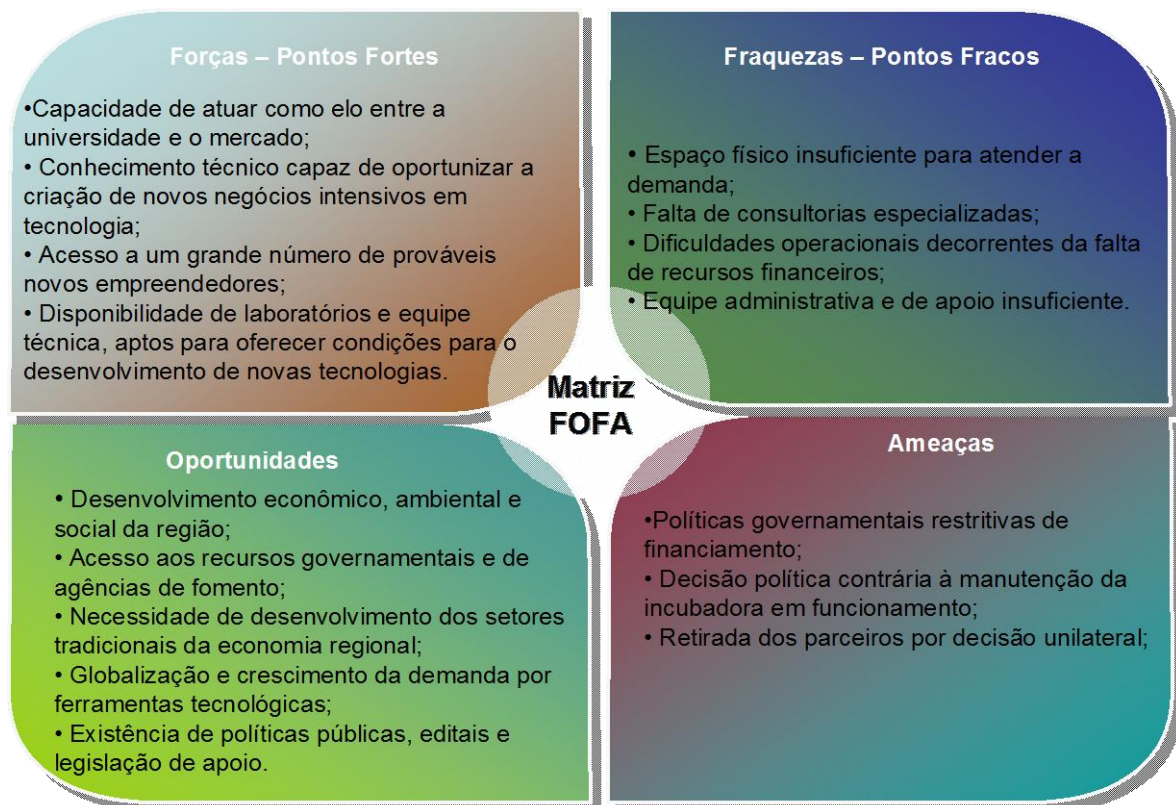 Forças – Pontos Fortes
•Capacidade de atuar como elo entre a
universidade e o mercado;
• Conhecimento técnico capaz de oportunizar a
criação de novos negócios intensivos em
tecnologia;
• Acesso a um grande número de prováveis
novos empreendedores;
• Disponibilidade de laboratórios e equipe
técnica, aptos para oferecer condições para o
desenvolvimento de novas tecnologias.
Fraquezas – Pontos Fracos
• Espaço físico insuficiente para atender a
demanda;
• Falta de consultorias especializadas;
• Dificuldades operacionais decorrentes da falta
de recursos financeiros;
• Equipe administrativa e de apoio insuficiente.
Matriz
FOFA
Oportunidades
• Desenvolvimento econômico, ambiental e
social da região;
• Acesso aos recursos governamentais e de
agências de fomento;
• Necessidade de desenvolvimento dos setores
tradicionais da economia regional;
• Globalização e crescimento da demanda por
ferramentas tecnológicas;
• Existência de políticas públicas, editais e
legislação de apoio.
Ameaças
•Políticas governamentais restritivas de
financiamento;
• Decisão política contrária à manutenção da
incubadora em funcionamento;
• Retirada dos parceiros por decisão unilateral;